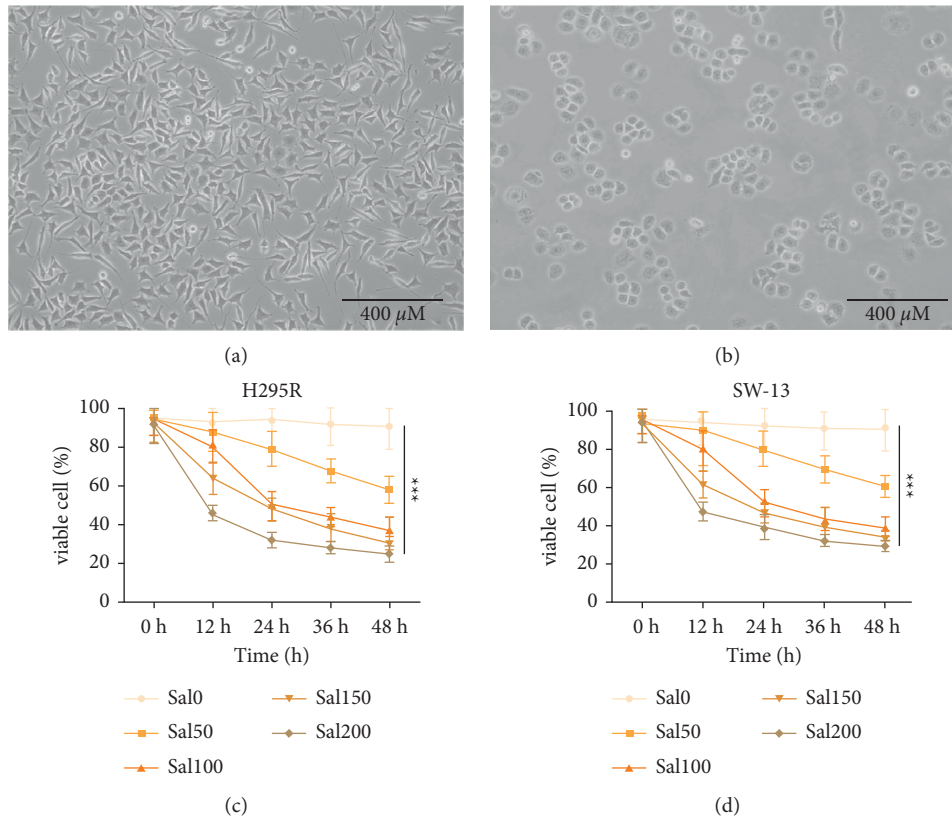 400 µM
400 µM
(a)
(b)
H295R
100
80
60
40
20
0
viable cell (%)
***
0 h 12 h 24 h 36 h 48 h
Time (h)
Sal0
Sal50
Sal100
Sal150
Sal200
(c)
SW-13
100
80
60
40
20
0
viable cell (%)
***
0 h 12 h 24 h 36 h 48 h
Time (h)
Sal0
Sal50
Sal100
Sal150
Sal200
(d)